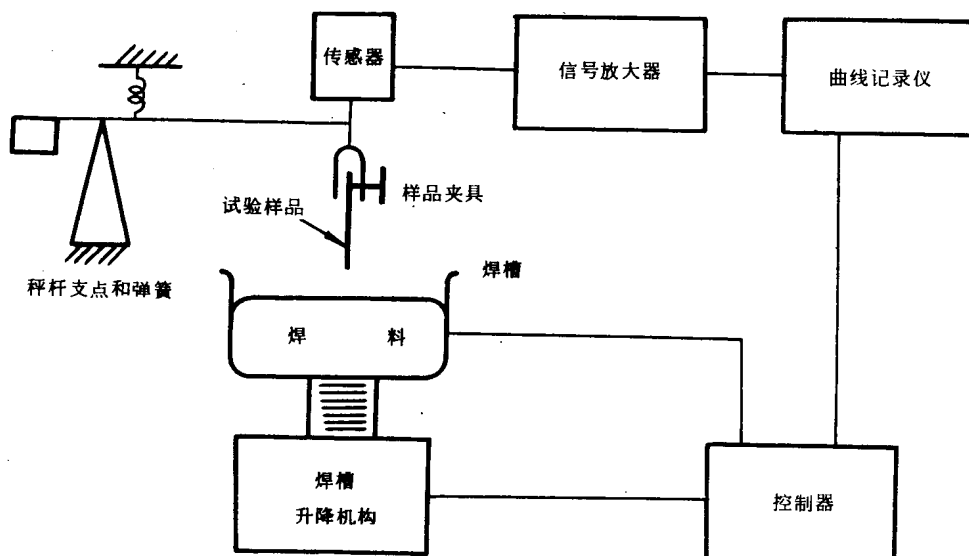 传感器
信号放大器
曲线记录仪
样品夹具
试验样品
焊槽
秤杆支点和弹簧
焊 料
焊槽
升降机构
控制器